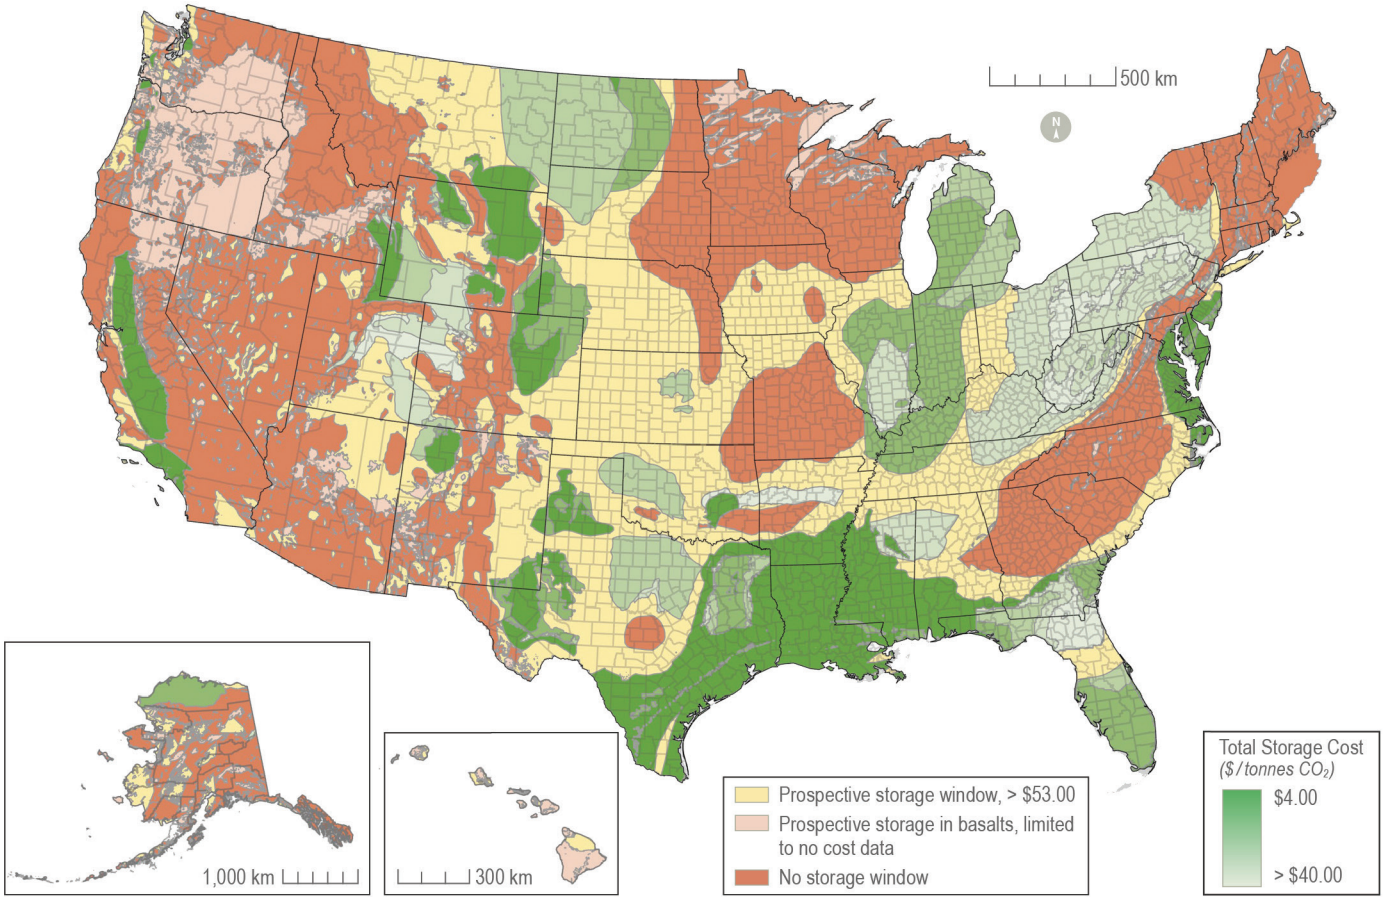 500 km
N
1,000 km
300 km
Prospective storage window, > $53.00
Prospective storage in basalts, limited
to no cost data
No storage window
Total Storage Cost
($/tonnes CO₂)
$4.00
> $40.00